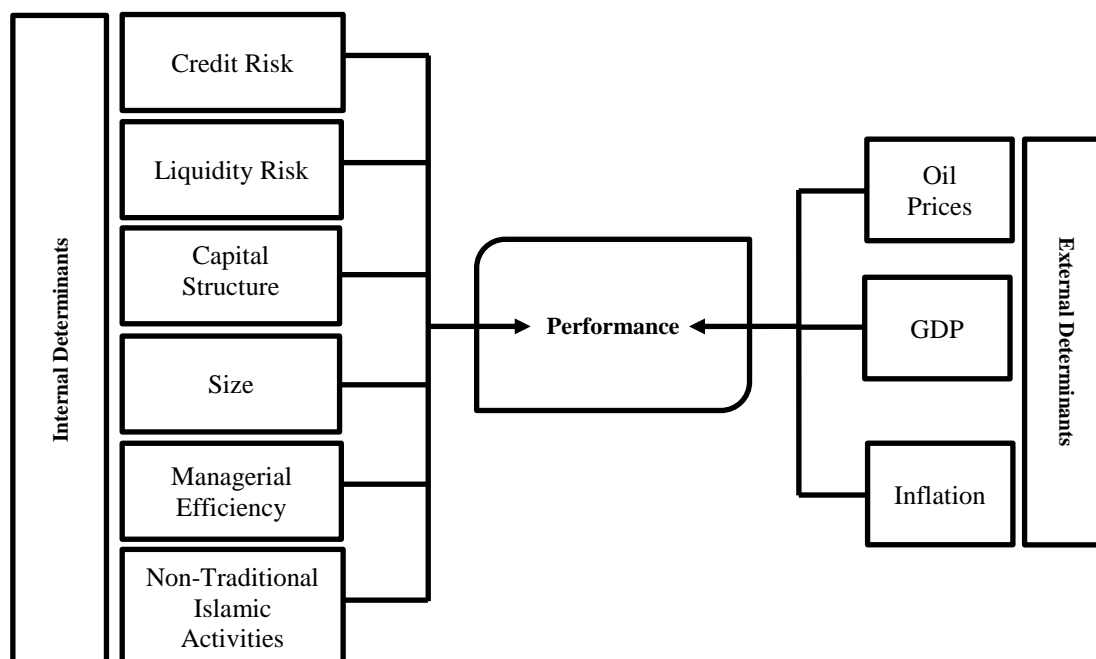 Internal Determinants
Credit Risk
Liquidity Risk
Capital
Structure
Size
Managerial
Efficiency
Non-Traditional
Islamic
Activities
Performance
Oil
Prices
GDP
Inflation
External Determinants